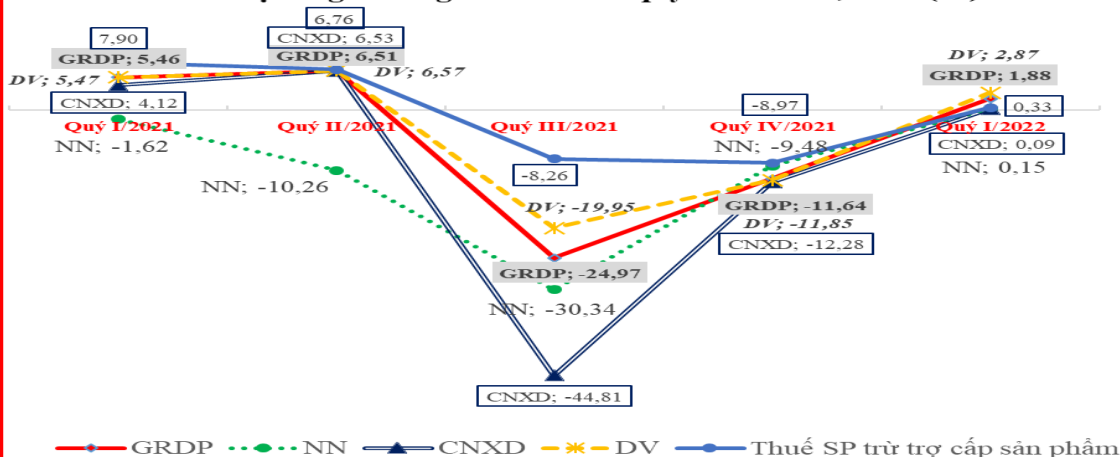 7,90
GRDP; 5,46
DV; 5,47
CNXD; 4,12
Quý I/2021
NN; -1,62
6,76
CNXD; 6,53
GRDP; 6,51
DV; 6,57
Quý II/2021
NN; -10,26
Quý III/2021
-8,26
DV; -19,95
GRDP; -24,97
NN; -30,34
CNXD; -44,81
-8,97
Quý IV/2021
NN; -9,48
GRDP; -11,64
DV; -11,85
CNXD; -12,28
DV; 2,87
GRDP; 1,88
0,33
Quý I/2022
CNXD; 0,09
NN; 0,15
GRDP NN CNXD DV Thuế SP trừ trợ cấp sản phẩm